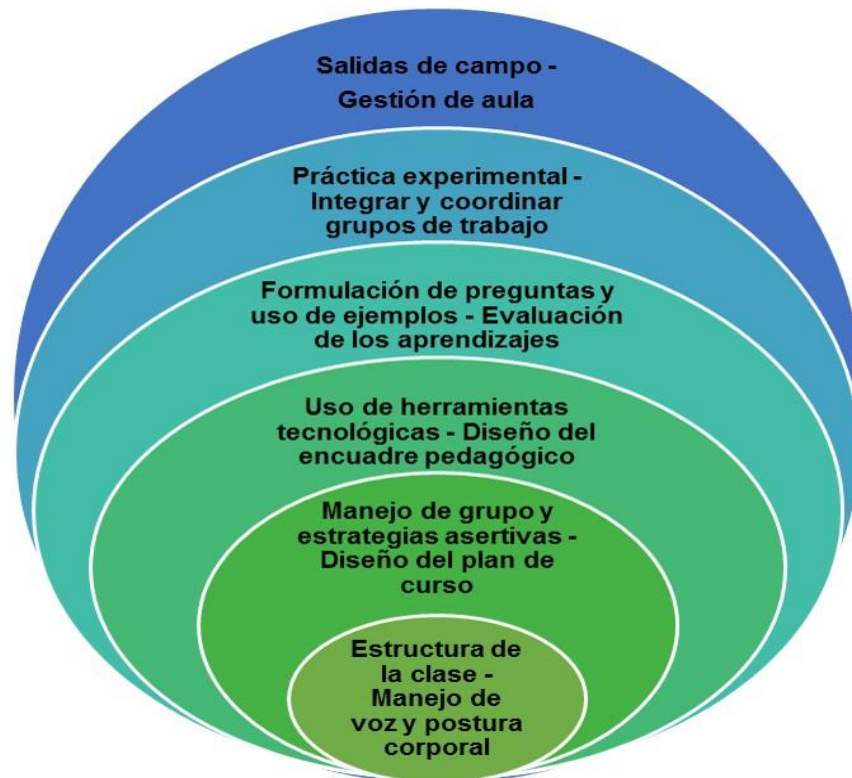 Salidas de campo -
Gestión de aula
Práctica experimental -
Integrar y coordinar
grupos de trabajo
Formulación de preguntas y
uso de ejemplos - Evaluación
de los aprendizajes
Uso de herramientas
tecnológicas - Diseño del
encuadre pedagógico
Manejo de grupo y
estrategias asertivas -
Diseño del plan de
curso
Estructura de
la clase -
Manejo de
voz y postura
corporal